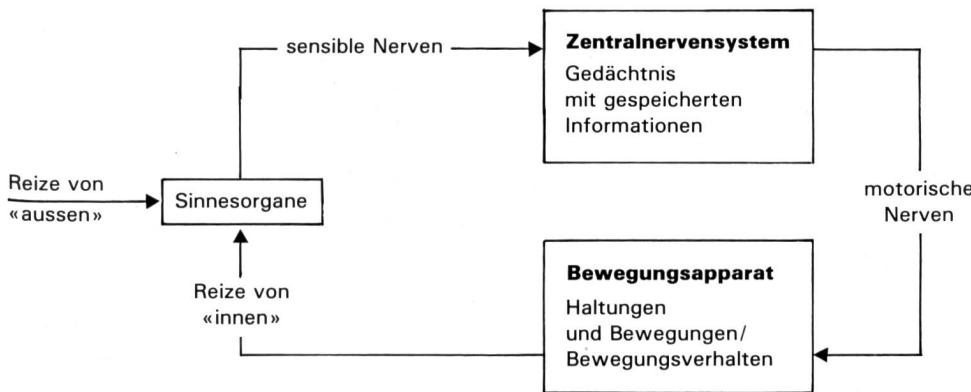 sensible Nerven
Zentralnervensystem
Gedächtnis
mit gespeicherten
Informationen
Reize von
«aussen»
Sinnesorgane
motorische
Nerven
Reize von
«innen»
Bewegungsapparat
Haltungen
und Bewegungen/
Bewegungsverhalten